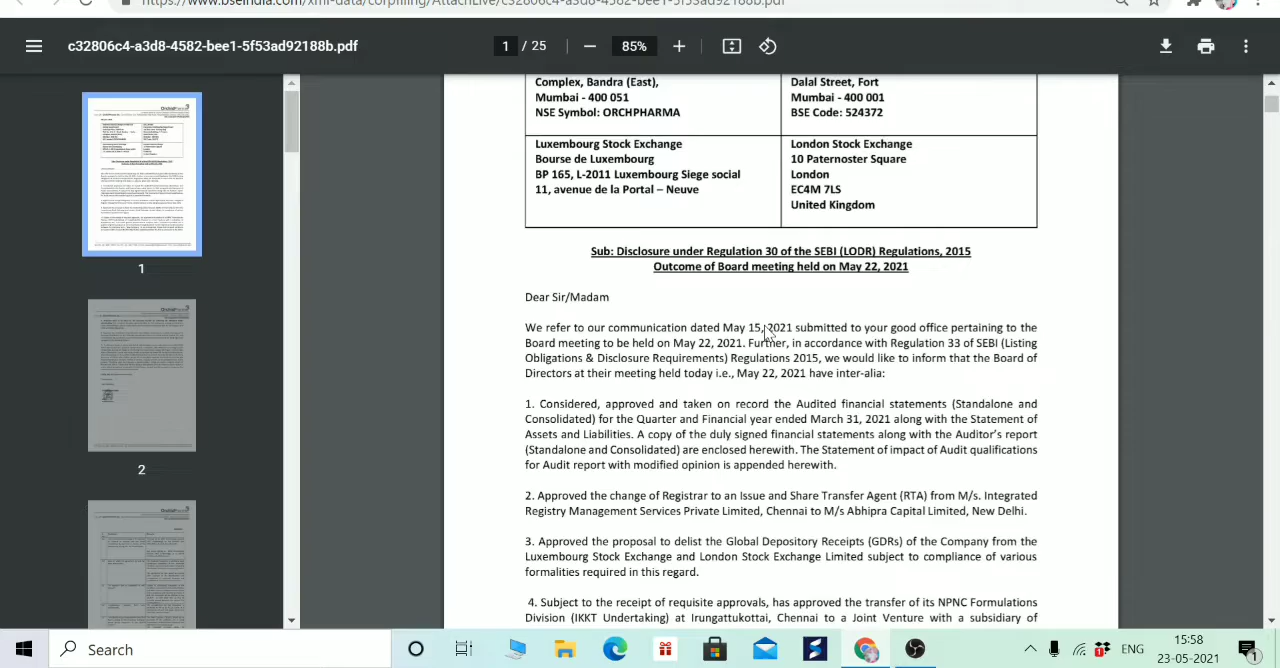 https://www.bseindia.com/xml-data/corpfiling/AttachLive/c32806c4-a3d8-4582-bee1-5f53ad92188b.pdf
c32806c4-a3d8-4582-bee1-5f53ad92188b.pdf
1 / 25
85%
Complex, Bandra (East),
Mumbai - 400 051
NSE Symbol: ORCHPHARMA
Dalal Street, Fort
Mumbai - 400 001
BSE Code: 524372
Luxembourg Stock Exchange
Bourse de Luxembourg
BP 165, L-2011 Luxembourg Siege social
11, avenue de la Portal – Neuve
London Stock Exchange
10 Paternoster Square
London
EC4M 7LS
United Kingdom
Sub: Disclosure under Regulation 30 of the SEBI (LODR) Regulations, 2015
Outcome of Board meeting held on May 22, 2021
Dear Sir/Madam
We refer to our communication dated May 15, 2021 submitted to your good office pertaining to the
Board meeting to be held on May 22, 2021. Further, in accordance with Regulation 33 of SEBI (Listing
Obligations & Disclosure Requirements) Regulations 2015, we would like to inform that the Board of
Directors at their meeting held today i.e., May 22, 2021 have inter-alia:
1. Considered, approved and taken on record the Audited financial statements (Standalone and
Consolidated) for the Quarter and Financial year ended March 31, 2021 along with the Statement of
Assets and Liabilities. A copy of the duly signed financial statements along with the Auditor's report
(Standalone and Consolidated) are enclosed herewith. The Statement of impact of Audit qualifications
for Audit report with modified opinion is appended herewith.
2. Approved the change of Registrar to an Issue and Share Transfer Agent (RTA) from M/s. Integrated
Registry Management Services Private Limited, Chennai to M/s Abhipra Capital Limited, New Delhi.
3. Approved the proposal to delist the Global Depository Receipts (GDRs) of the Company from the
Luxembourg Stock Exchange and London Stock Exchange Limited subject to compliance of various
formalities required in this regard.
4. Subject to the receipt of requisite approvals, has approved the transfer of its NPNC Formulations
Division (IKKT Undertaking) at Irungattukottai, Chennai to a Joint Venture with a subsidiary of
1
2
Search
ENG
15:58
23-05-2021
1